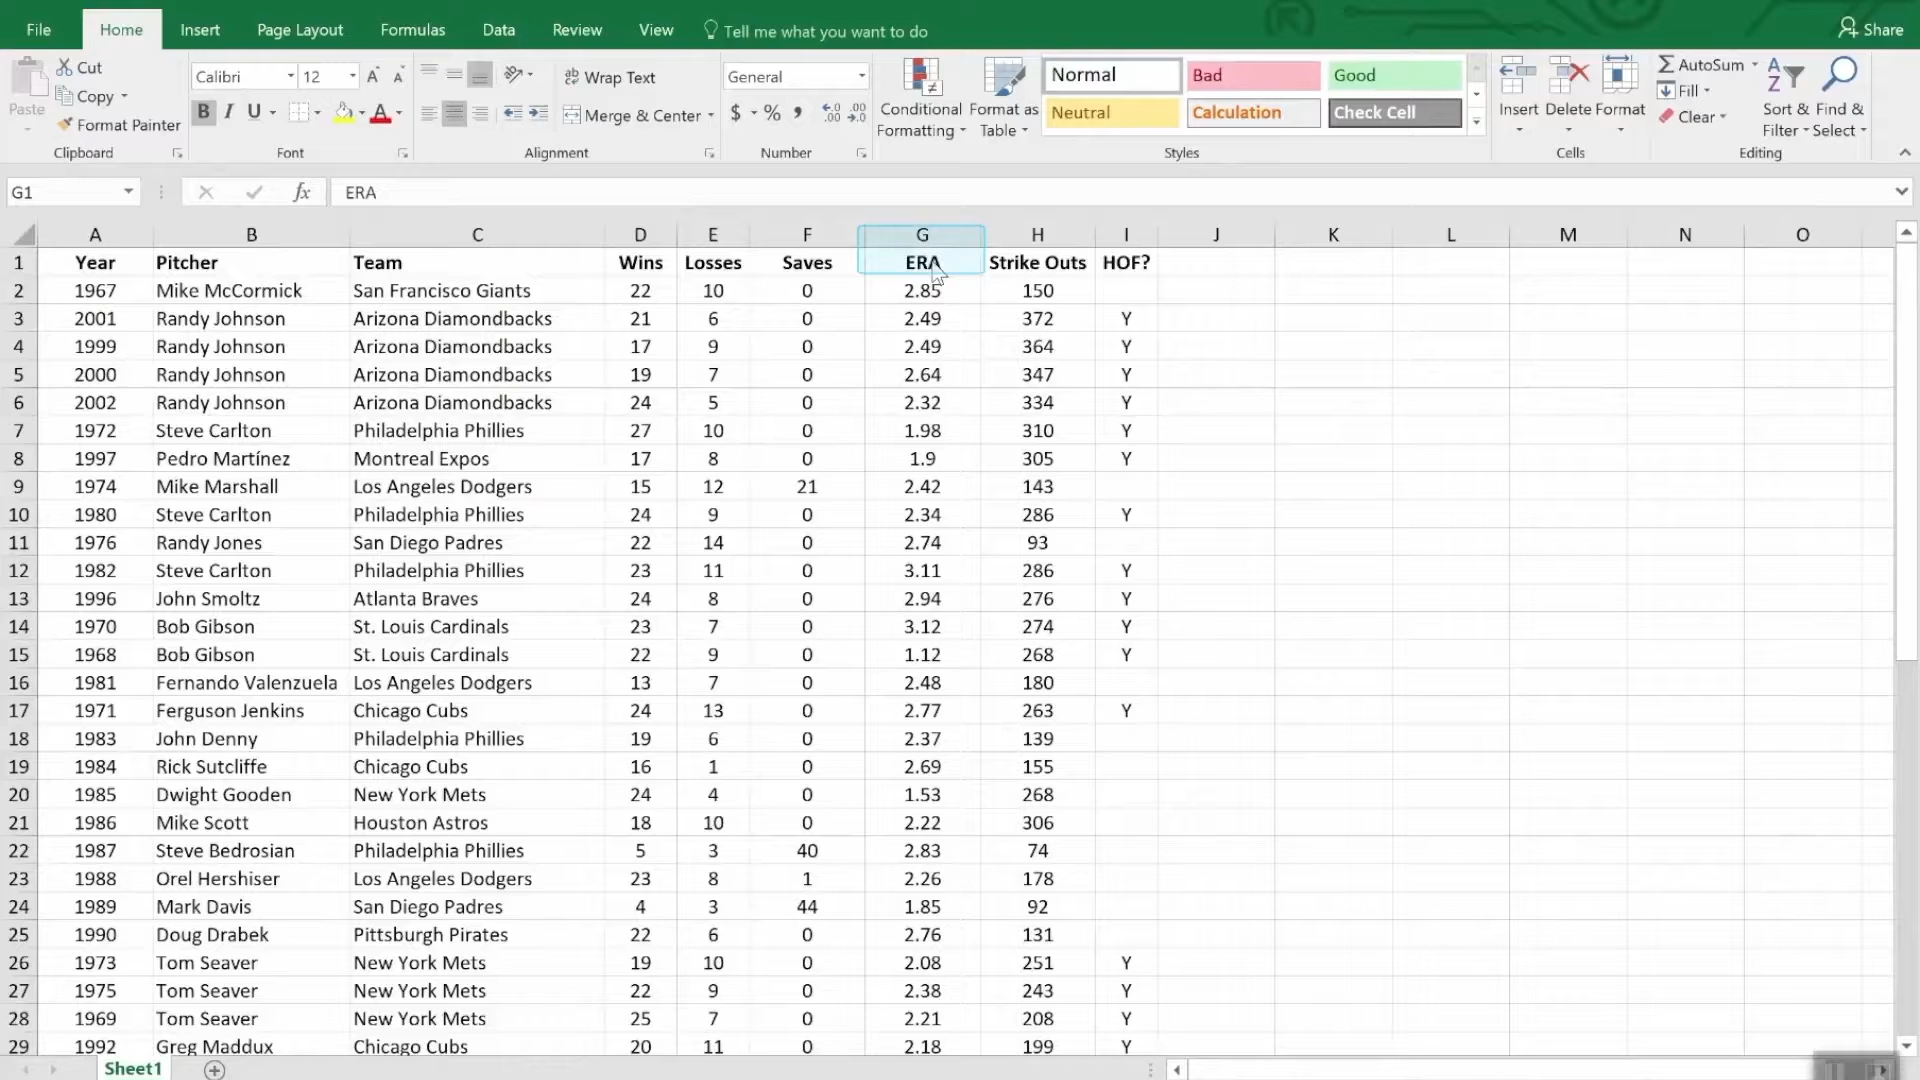 File Home Insert Page Layout Formulas Data Review View Tell me what you want to do Share
Cut Calibri 12 Wrap Text General Normal Bad Good AutoSum
Paste Copy B I U Merge & Center $ % , Conditional Formatting Format as Table Neutral Calculation Check Cell Insert Delete Format Fill Sort & Filter Find & Select
Format Painter Clear
Clipboard Font Alignment Number Styles Cells Editing
G1 fx ERA
A B C D E F G H I J K L M N O
1 Year Pitcher Team Wins Losses Saves ERA Strike Outs HOF?
2 1967 Mike McCormick San Francisco Giants 22 10 0 2.85 150
3 2001 Randy Johnson Arizona Diamondbacks 21 6 0 2.49 372 Y
4 1999 Randy Johnson Arizona Diamondbacks 17 9 0 2.49 364 Y
5 2000 Randy Johnson Arizona Diamondbacks 19 7 0 2.64 347 Y
6 2002 Randy Johnson Arizona Diamondbacks 24 5 0 2.32 334 Y
7 1972 Steve Carlton Philadelphia Phillies 27 10 0 1.98 310 Y
8 1997 Pedro Martínez Montreal Expos 17 8 0 1.9 305 Y
9 1974 Mike Marshall Los Angeles Dodgers 15 12 21 2.42 143
10 1980 Steve Carlton Philadelphia Phillies 24 9 0 2.34 286 Y
11 1976 Randy Jones San Diego Padres 22 14 0 2.74 93
12 1982 Steve Carlton Philadelphia Phillies 23 11 0 3.11 286 Y
13 1996 John Smoltz Atlanta Braves 24 8 0 2.94 276 Y
14 1970 Bob Gibson St. Louis Cardinals 23 7 0 3.12 274 Y
15 1968 Bob Gibson St. Louis Cardinals 22 9 0 1.12 268 Y
16 1981 Fernando Valenzuela Los Angeles Dodgers 13 7 0 2.48 180
17 1971 Ferguson Jenkins Chicago Cubs 24 13 0 2.77 263 Y
18 1983 John Denny Philadelphia Phillies 19 6 0 2.37 139
19 1984 Rick Sutcliffe Chicago Cubs 16 1 0 2.69 155
20 1985 Dwight Gooden New York Mets 24 4 0 1.53 268
21 1986 Mike Scott Houston Astros 18 10 0 2.22 306
22 1987 Steve Bedrosian Philadelphia Phillies 5 3 40 2.83 74
23 1988 Orel Hershiser Los Angeles Dodgers 23 8 1 2.26 178
24 1989 Mark Davis San Diego Padres 4 3 44 1.85 92
25 1990 Doug Drabek Pittsburgh Pirates 22 6 0 2.76 131
26 1973 Tom Seaver New York Mets 19 10 0 2.08 251 Y
27 1975 Tom Seaver New York Mets 22 9 0 2.38 243 Y
28 1969 Tom Seaver New York Mets 25 7 0 2.21 208 Y
29 1992 Greg Maddux Chicago Cubs 20 11 0 2.18 199 Y
Sheet1